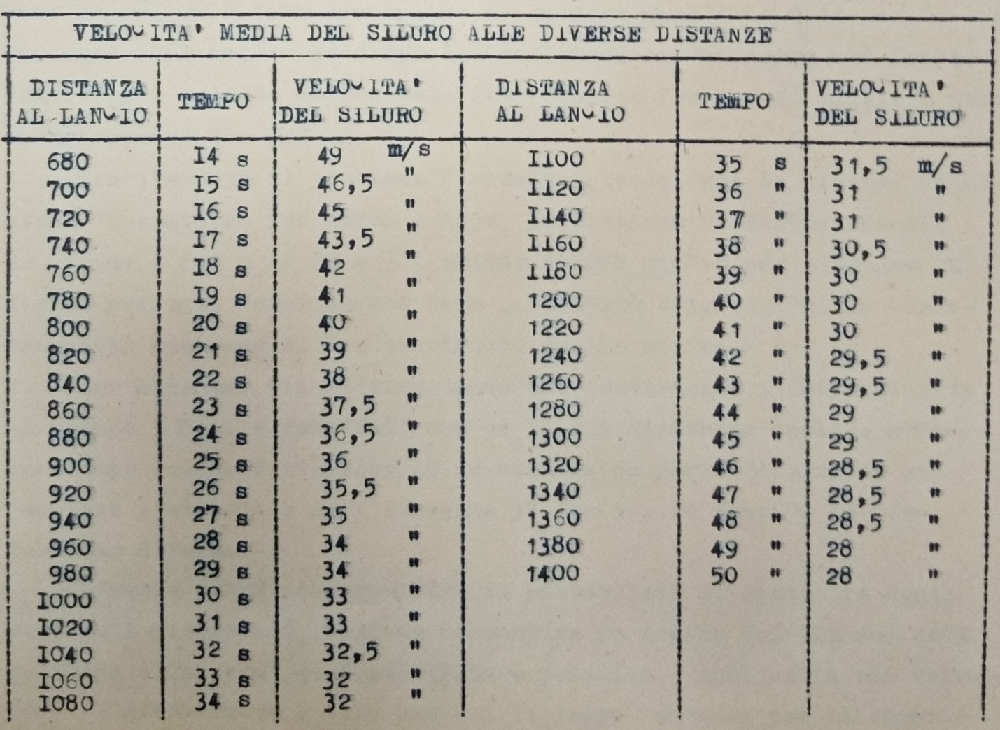 VELOCITA' MEDIA DEL SILURO ALLE DIVERSE DISTANZE
DISTANZA AL LANCIO TEMPO VELOCITA' DEL SILURO DISTANZA AL LANCIO TEMPO VELOCITA' DEL SILURO
680 I4 s 49 m/s I100 35 s 31,5 m/s
700 I5 s 46,5 " I120 36 " 31 "
720 I6 s 45 " I140 37 " 31 "
740 I7 s 43,5 " I160 38 " 30,5 "
760 I8 s 42 " 1180 39 " 30 "
780 I9 s 41 " 1200 40 " 30 "
800 20 s 40 " 1220 41 " 30 "
820 21 s 39 " 1240 42 " 29,5 "
840 22 s 38 " 1260 43 " 29,5 "
860 23 s 37,5 " 1280 44 " 29 "
880 24 s 36,5 " 1300 45 " 29 "
900 25 s 36 " 1320 46 " 28,5 "
920 26 s 35,5 " 1340 47 " 28,5 "
940 27 s 35 " 1360 48 " 28,5 "
960 28 s 34 " 1380 49 " 28 "
980 29 s 34 " 1400 50 " 28 "
I000 30 s 33 "
I020 31 s 33 "
I040 32 s 32,5 "
I060 33 s 32 "
I080 34 s 32 "